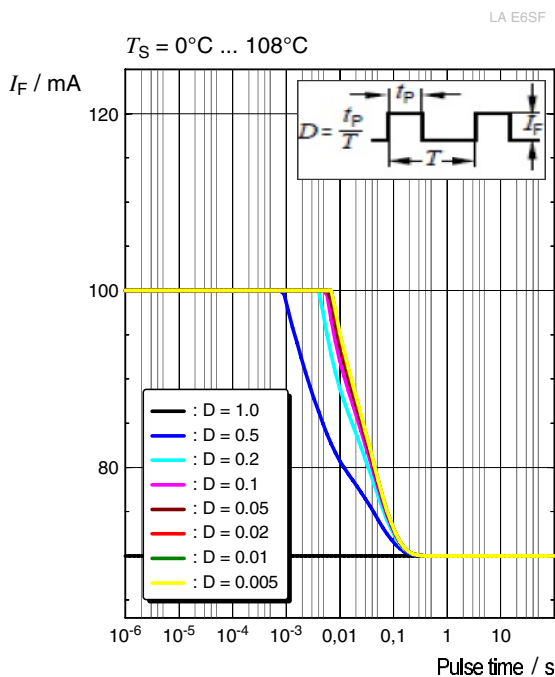 LA E6SF
T_S = 0°C ... 108°C
I_F / mA
120
100
80
D = t_P / T
t_P
T
I_F
: D = 1.0
: D = 0.5
: D = 0.2
: D = 0.1
: D = 0.05
: D = 0.02
: D = 0.01
: D = 0.005
10^-6 10^-5 10^-4 10^-3 0,01 0,1 1 10
Pulse time / s